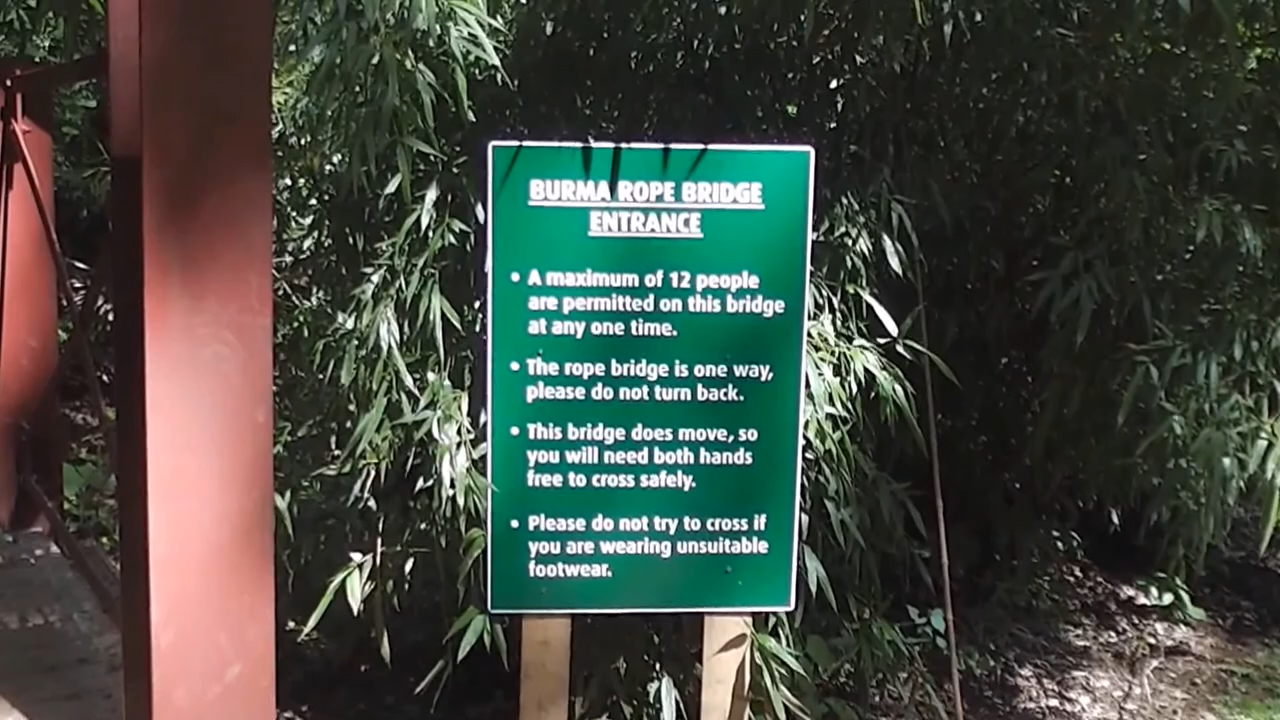 BURMA ROPE BRIDGE
ENTRANCE
• A maximum of 12 people
are permitted on this bridge
at any one time.
• The rope bridge is one way,
please do not turn back.
• This bridge does move, so
you will need both hands
free to cross safely.
• Please do not try to cross if
you are wearing unsuitable
footwear.